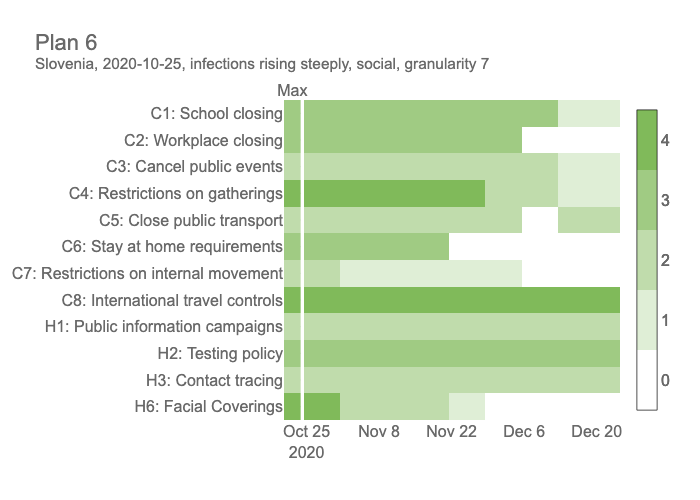 Plan 6
Slovenia, 2020-10-25, infections rising steeply, social, granularity 7
Max
C1: School closing
C2: Workplace closing
C3: Cancel public events
C4: Restrictions on gatherings
C5: Close public transport
C6: Stay at home requirements
C7: Restrictions on internal movement
C8: International travel controls
H1: Public information campaigns
H2: Testing policy
H3: Contact tracing
H6: Facial Coverings
4
3
2
1
0
Oct 25 Nov 8 Nov 22 Dec 6 Dec 20
2020